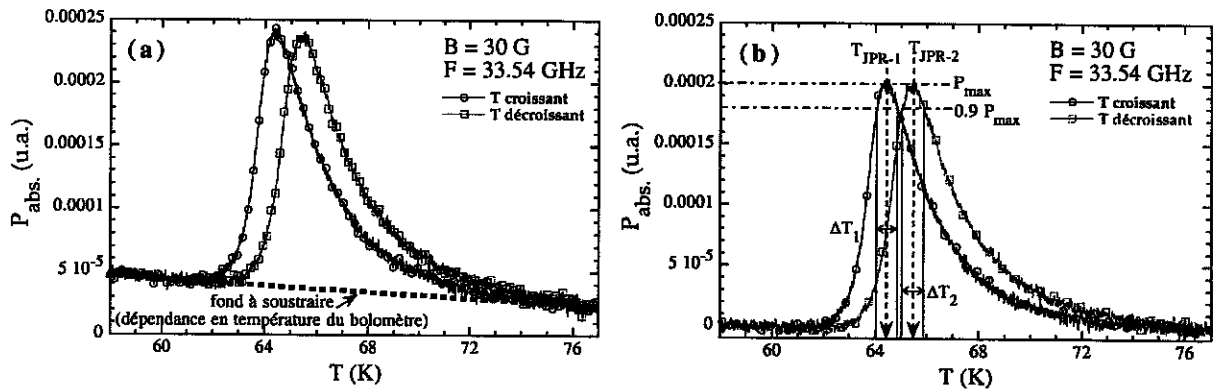 0.00025
0.0002
0.00015
0.0001
5 10⁻⁵
0
P_abs. (u.a.)
(a)
B = 30 G
F = 33.54 GHz
T croissant
T décroissant
fond à soustraire
(dépendance en température du bolomètre)
60
64
68
72
76
T (K)
0.00025
0.0002
0.00015
0.0001
5 10⁻⁵
0
P_abs. (u.a.)
(b)
T_JPR-1
T_JPR-2
B = 30 G
F = 33.54 GHz
P_max
T croissant
0.9 P_max
T décroissant
ΔT₁
ΔT₂
60
64
68
72
76
T (K)